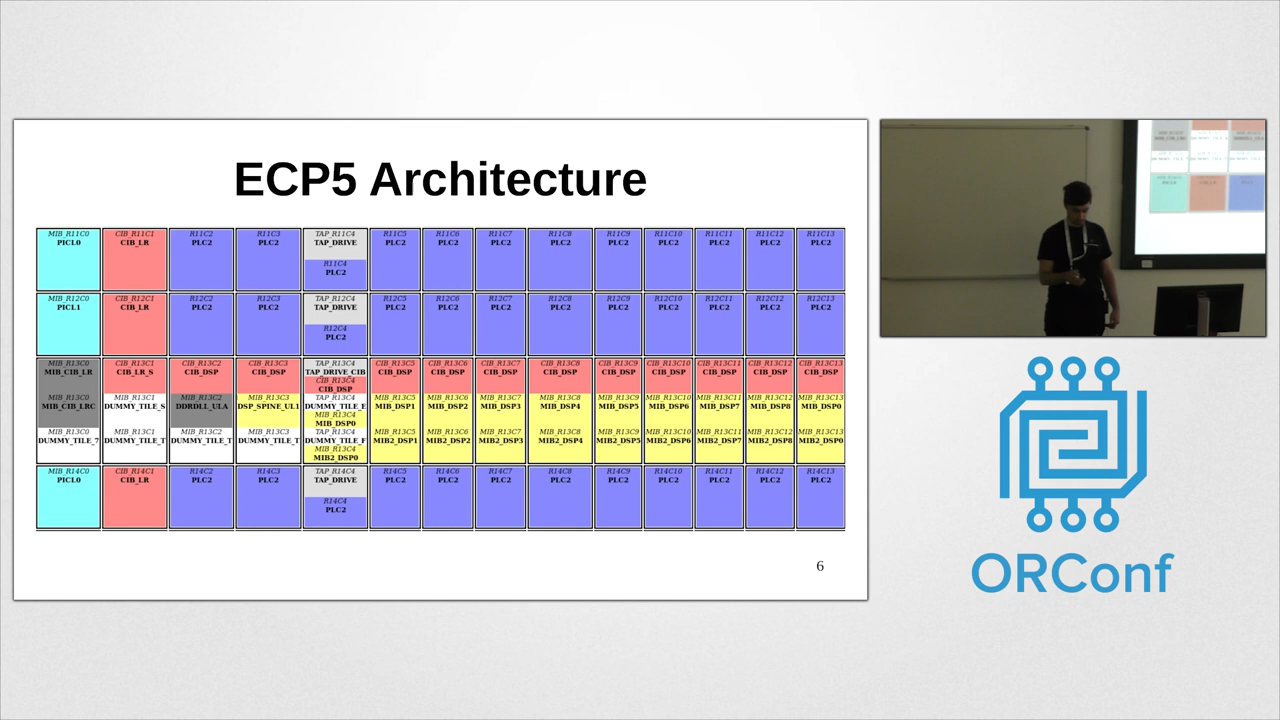 ECP5 Architecture
MIB_R11C0 CIB_R11C1 R11C2 R11C3 TAP_R11C4 R11C5 R11C6 R11C7 R11C8 R11C9 R11C10 R11C11 R11C12 R11C13
PICL0 CIB_LR PLC2 PLC2 TAP_DRIVE PLC2 PLC2 PLC2 PLC2 PLC2 PLC2 PLC2 PLC2 PLC2
R11C4
PLC2
MIB_R12C0 CIB_R12C1 R12C2 R12C3 TAP_R12C4 R12C5 R12C6 R12C7 R12C8 R12C9 R12C10 R12C11 R12C12 R12C13
PICL1 CIB_LR PLC2 PLC2 TAP_DRIVE PLC2 PLC2 PLC2 PLC2 PLC2 PLC2 PLC2 PLC2 PLC2
R12C4
PLC2
MIB_R13C0 CIB_R13C1 CIB_R13C2 CIB_R13C3 TAP_R13C4 CIB_R13C5 CIB_R13C6 CIB_R13C7 CIB_R13C8 CIB_R13C9 CIB_R13C10 CIB_R13C11 CIB_R13C12 CIB_R13C13
MIB_CIB_LR CIB_LR_S CIB_DSP CIB_DSP TAP_DRIVE_CIB CIB_DSP CIB_DSP CIB_DSP CIB_DSP CIB_DSP CIB_DSP CIB_DSP CIB_DSP CIB_DSP
CIB_R13C4
CIB_DSP
MIB_R13C0 MIB_R13C1 MIB_R13C2 MIB_R13C3 TAP_R13C4 MIB_R13C5 MIB_R13C6 MIB_R13C7 MIB_R13C8 MIB_R13C9 MIB_R13C10 MIB_R13C11 MIB_R13C12 MIB_R13C13
MIB_CIB_LRC DUMMY_TILE_S DDRDLL_ULA DSP_SPINE_UL1 DUMMY_TILE_E MIB_DSP1 MIB_DSP2 MIB_DSP3 MIB_DSP4 MIB_DSP5 MIB_DSP6 MIB_DSP7 MIB_DSP8 MIB_DSP0
MIB_R13C4
MIB_DSP0
MIB_R13C0 MIB_R13C1 MIB_R13C2 MIB_R13C3 TAP_R13C4 MIB_R13C5 MIB_R13C6 MIB_R13C7 MIB_R13C8 MIB_R13C9 MIB_R13C10 MIB_R13C11 MIB_R13C12 MIB_R13C13
DUMMY_TILE_7 DUMMY_TILE_T DUMMY_TILE_T DUMMY_TILE_T DUMMY_TILE_F MIB2_DSP1 MIB2_DSP2 MIB2_DSP3 MIB2_DSP4 MIB2_DSP5 MIB2_DSP6 MIB2_DSP7 MIB2_DSP8 MIB2_DSP0
MIB_R13C4
MIB2_DSP0
MIB_R14C0 CIB_R14C1 R14C2 R14C3 TAP_R14C4 R14C5 R14C6 R14C7 R14C8 R14C9 R14C10 R14C11 R14C12 R14C13
PICL0 CIB_LR PLC2 PLC2 TAP_DRIVE PLC2 PLC2 PLC2 PLC2 PLC2 PLC2 PLC2 PLC2 PLC2
R14C4
PLC2
6
ORConf